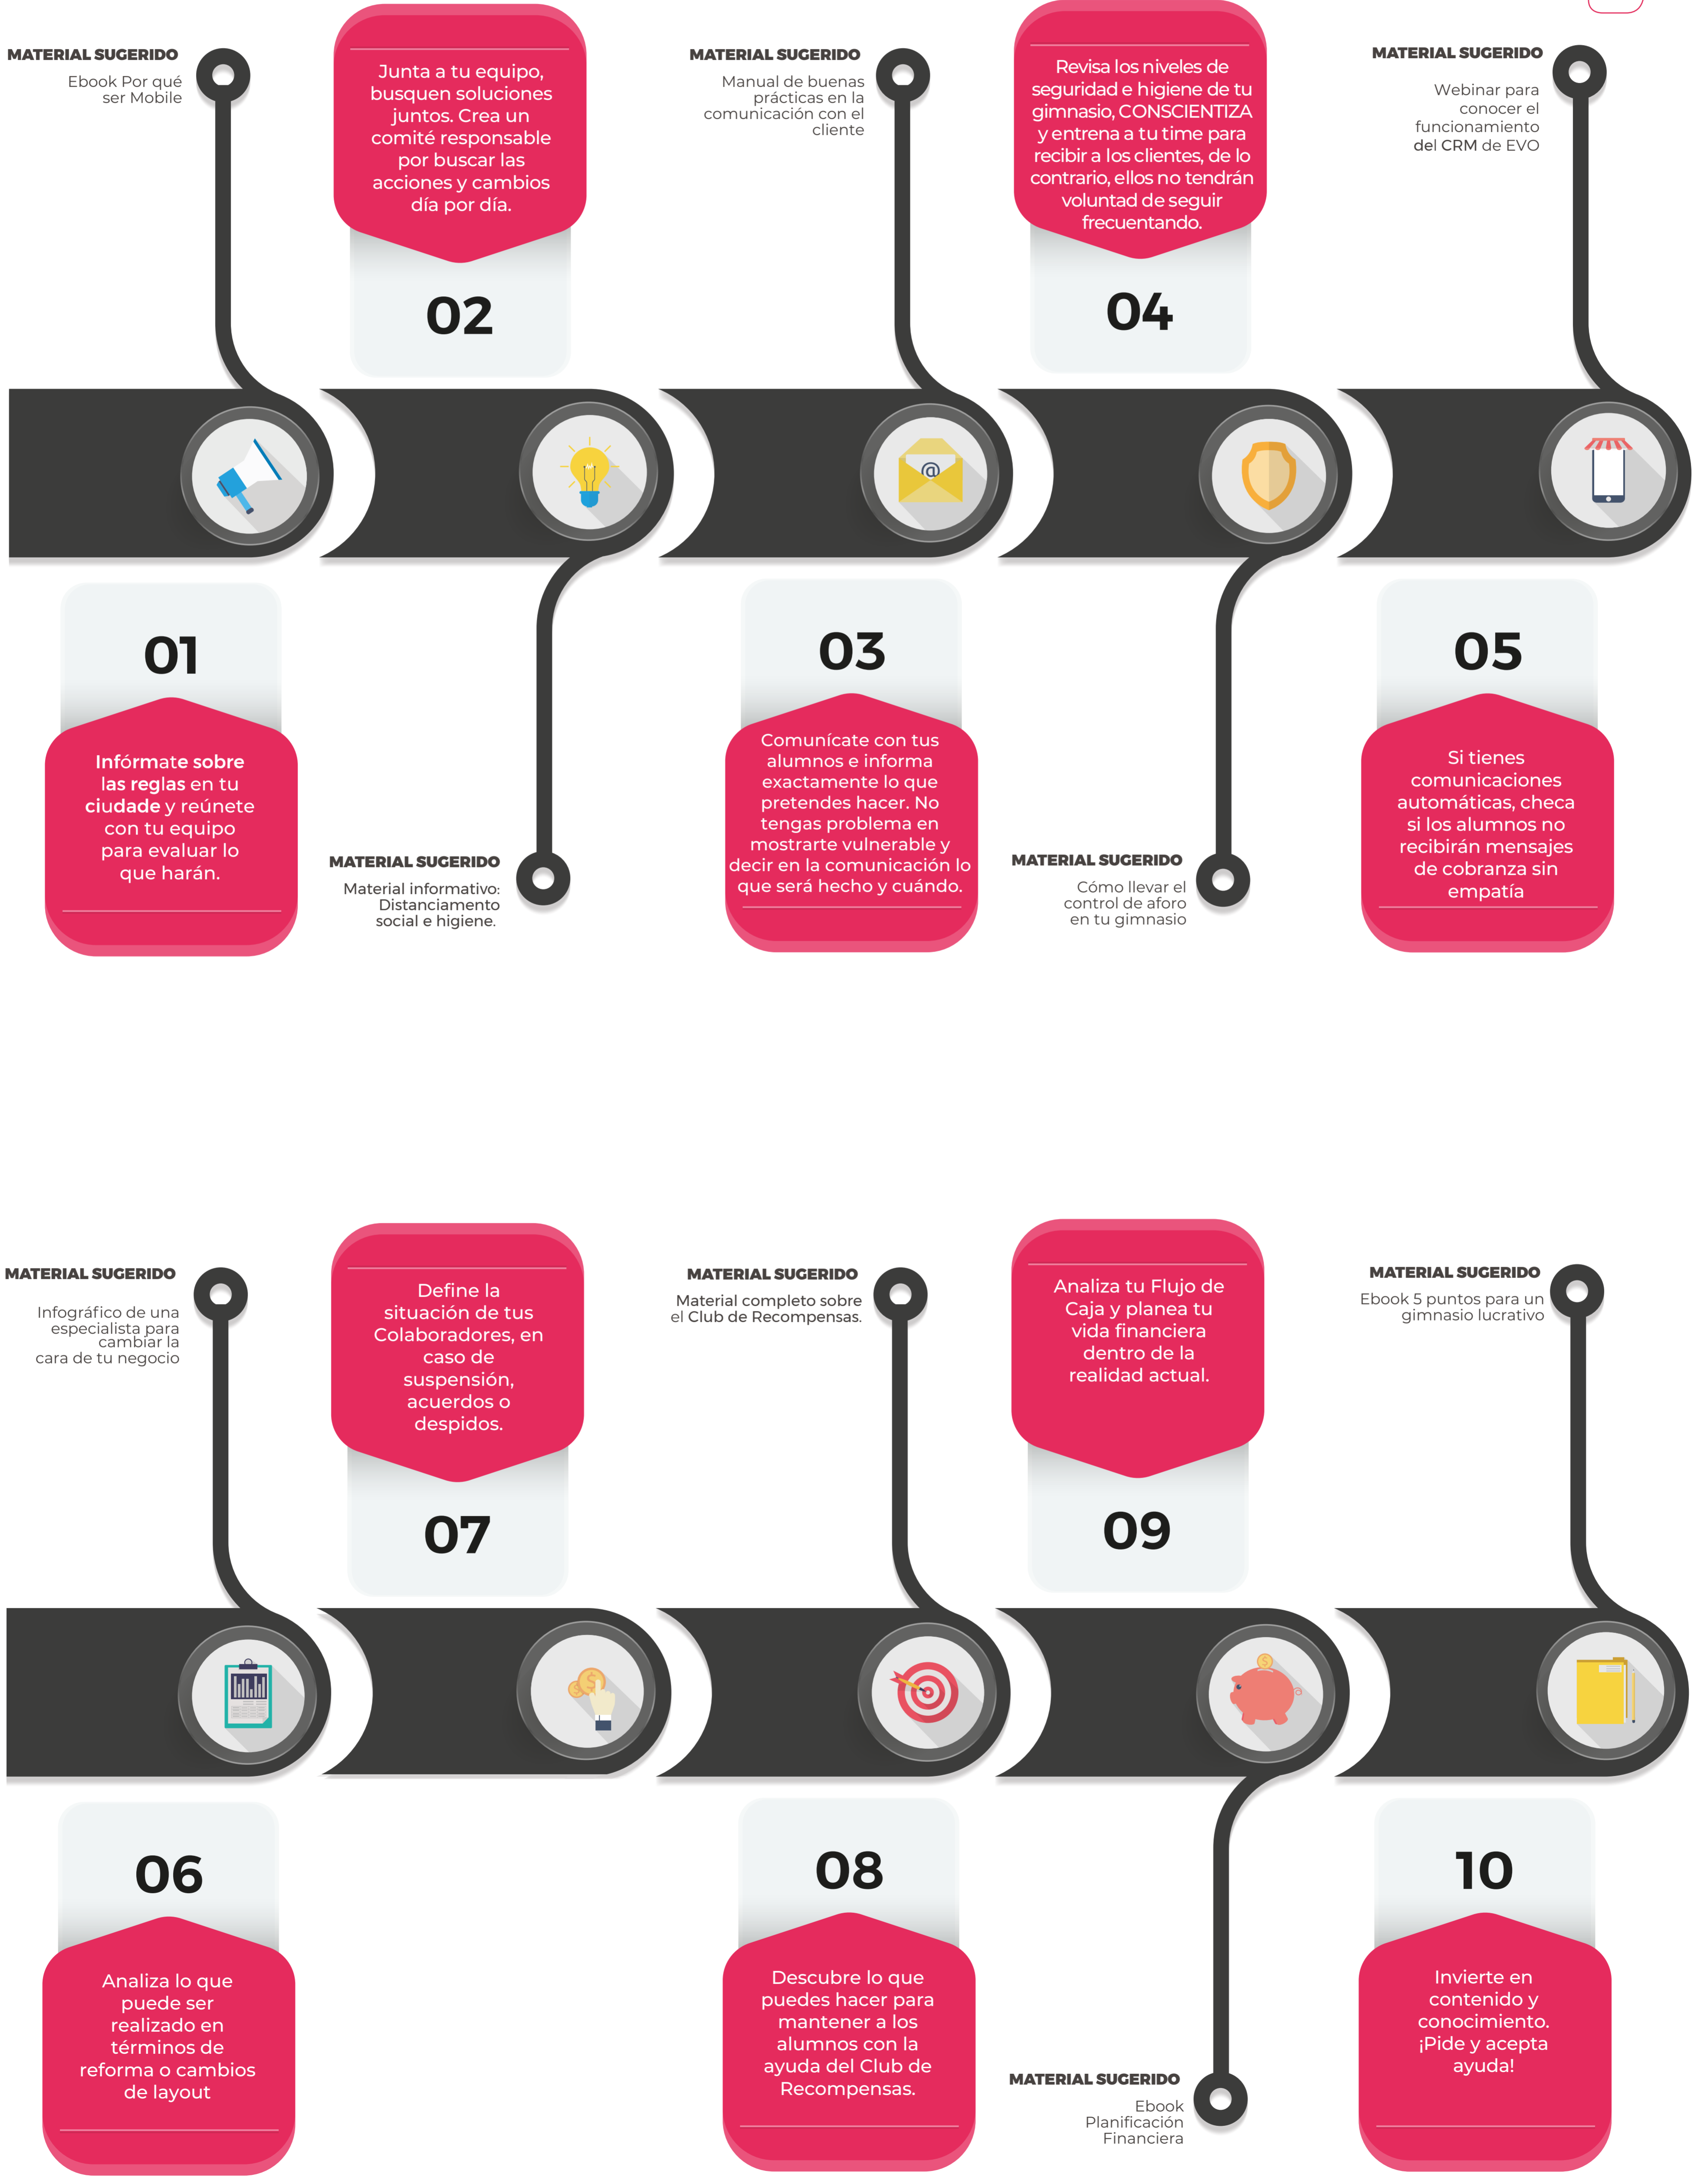 MATERIAL SUGERIDO
Ebook Por qué
ser Mobile
Junta a tu equipo,
busquen soluciones
juntos. Crea un
comité responsable
por buscar las
acciones y cambios
día por día.
02
MATERIAL SUGERIDO
Manual de buenas
prácticas en la
comunicación con el
cliente
Revisa los niveles de
seguridad e higiene de tu
gimnasio, CONSCIENTIZA
y entrena a tu time para
recibir a los clientes, de lo
contrario, ellos no tendrán
voluntad de seguir
frecuentando.
04
MATERIAL SUGERIDO
Webinar para
conocer el
funcionamiento
del CRM de EVO
@
01
Infórmate sobre
las reglas en tu
ciudade y reúnete
con tu equipo
para evaluar lo
que harán.
MATERIAL SUGERIDO
Material informativo:
Distanciamento
social e higiene.
03
Comunícate con tus
alumnos e informa
exactamente lo que
pretendes hacer. No
tengas problema en
mostrarte vulnerable y
decir en la comunicación lo
que será hecho y cuándo.
MATERIAL SUGERIDO
Cómo llevar el
control de aforo
en tu gimnasio
05
Si tienes
comunicaciones
automáticas, checa
si los alumnos no
recibirán mensajes
de cobranza sin
empatía
MATERIAL SUGERIDO
Infográfico de una
especialista para
cambiar la
cara de tu negocio
Define la
situación de tus
Colaboradores, en
caso de
suspensión,
acuerdos o
despidos.
07
MATERIAL SUGERIDO
Material completo sobre
el Club de Recompensas.
Analiza tu Flujo de
Caja y planea tu
vida financiera
dentro de la
realidad actual.
09
MATERIAL SUGERIDO
Ebook 5 puntos para un
gimnasio lucrativo
$
$
06
Analiza lo que
puede ser
realizado en
términos de
reforma o cambios
de layout
08
Descubre lo que
puedes hacer para
mantener a los
alumnos con la
ayuda del Club de
Recompensas.
MATERIAL SUGERIDO
Ebook
Planificación
Financiera
10
Invierte en
contenido y
conocimiento.
¡Pide y acepta
ayuda!